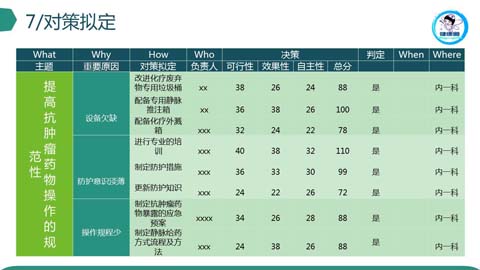 7/对策拟定
What Why How Who 决策 判定 When Where
主题 重要原因 对策拟定 负责人 可行性 效果性 自主性 总分
提高抗肿瘤药物操作的规范性
设备欠缺
改进化疗废弃
物专用垃圾桶 xx 38 26 24 88 是 内一科
配备专用静脉
推注箱 xx 36 38 26 100 是 内一科
配备化疗外溅
箱 xxx 32 24 22 78 是 内一科
防护意识淡薄
进行专业的培
训 xxx 40 38 32 110 是 内一科
制定防护措施 xxx 36 33 30 99 是 内一科
更新防护知识 xxx 24 22 26 72 是 内一科
操作规程少
制定抗肿瘤药
物暴露的应急
预案 xxxx 34 26 28 88 是 内一科
制定静脉给药
方式流程及方
法 xxx 24 38 26 88 是 内一科